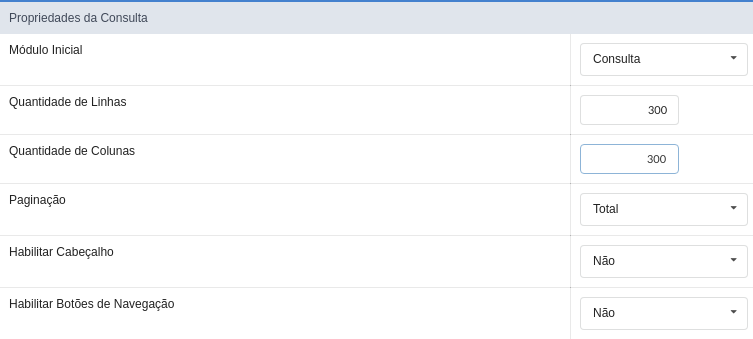 Propriedades da Consulta
Módulo Inicial
Consulta
Quantidade de Linhas
300
Quantidade de Colunas
300
Paginação
Total
Habilitar Cabeçalho
Não
Habilitar Botões de Navegação
Não